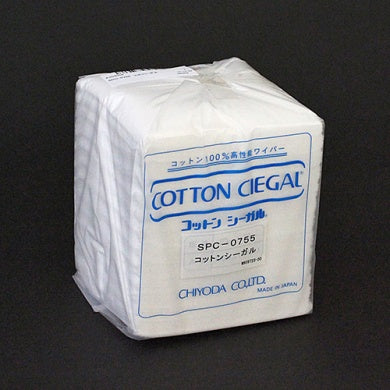 コットン100%高性能ワイパー
COTTON CIEGAL
コットン シーガル
SPC-0755
コットンシーガル
CHIYODA CO,LTD.
MADE IN JAPAN